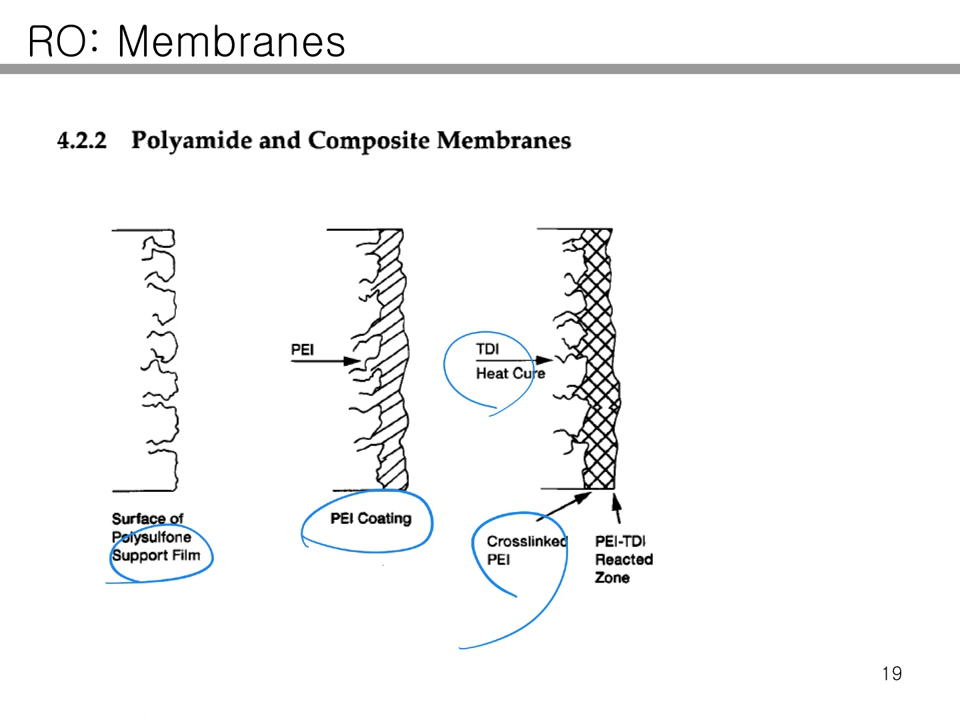 RO: Membranes
4.2.2 Polyamide and Composite Membranes
PEI
TDI
Heat Cure
Surface of
Polysulfone
Support Film
PEI Coating
Crosslinked
PEI
PEI-TDI
Reacted
Zone
19